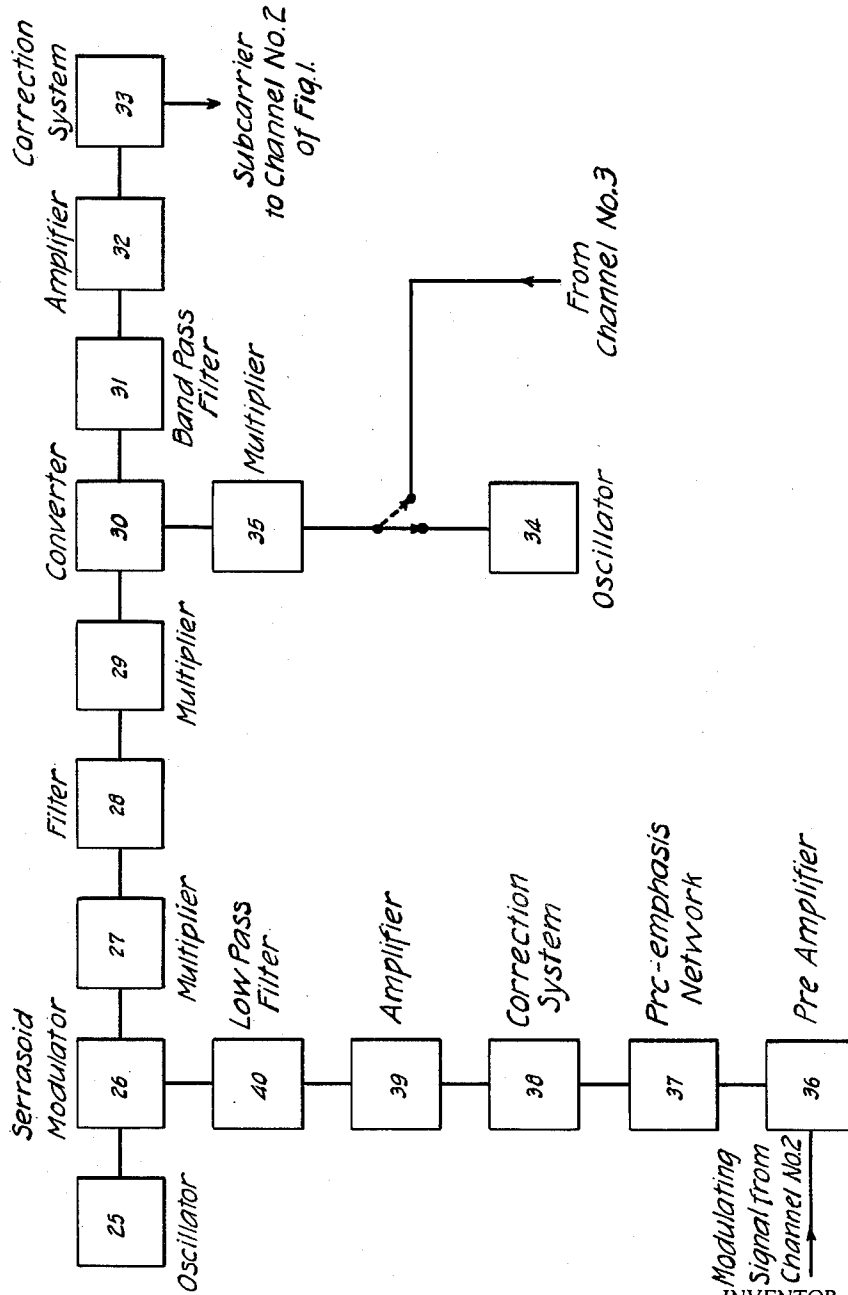 Oscillator
25
Serrasoid
Modulator
26
27
Multiplier
Filter
28
29
Multiplier
Converter
30
31
Band Pass
Filter
Amplifier
32
Correction
System
33
Subcarrier
to Channel No.2
of Fig.1.
Low Pass
Filter
40
Amplifier
39
Correction
System
38
Pre-emphasis
Network
37
Pre Amplifier
36
Modulating
Signal from
Channel No.2
Multiplier
35
34
Oscillator
From
Channel No.3
INVENTOR